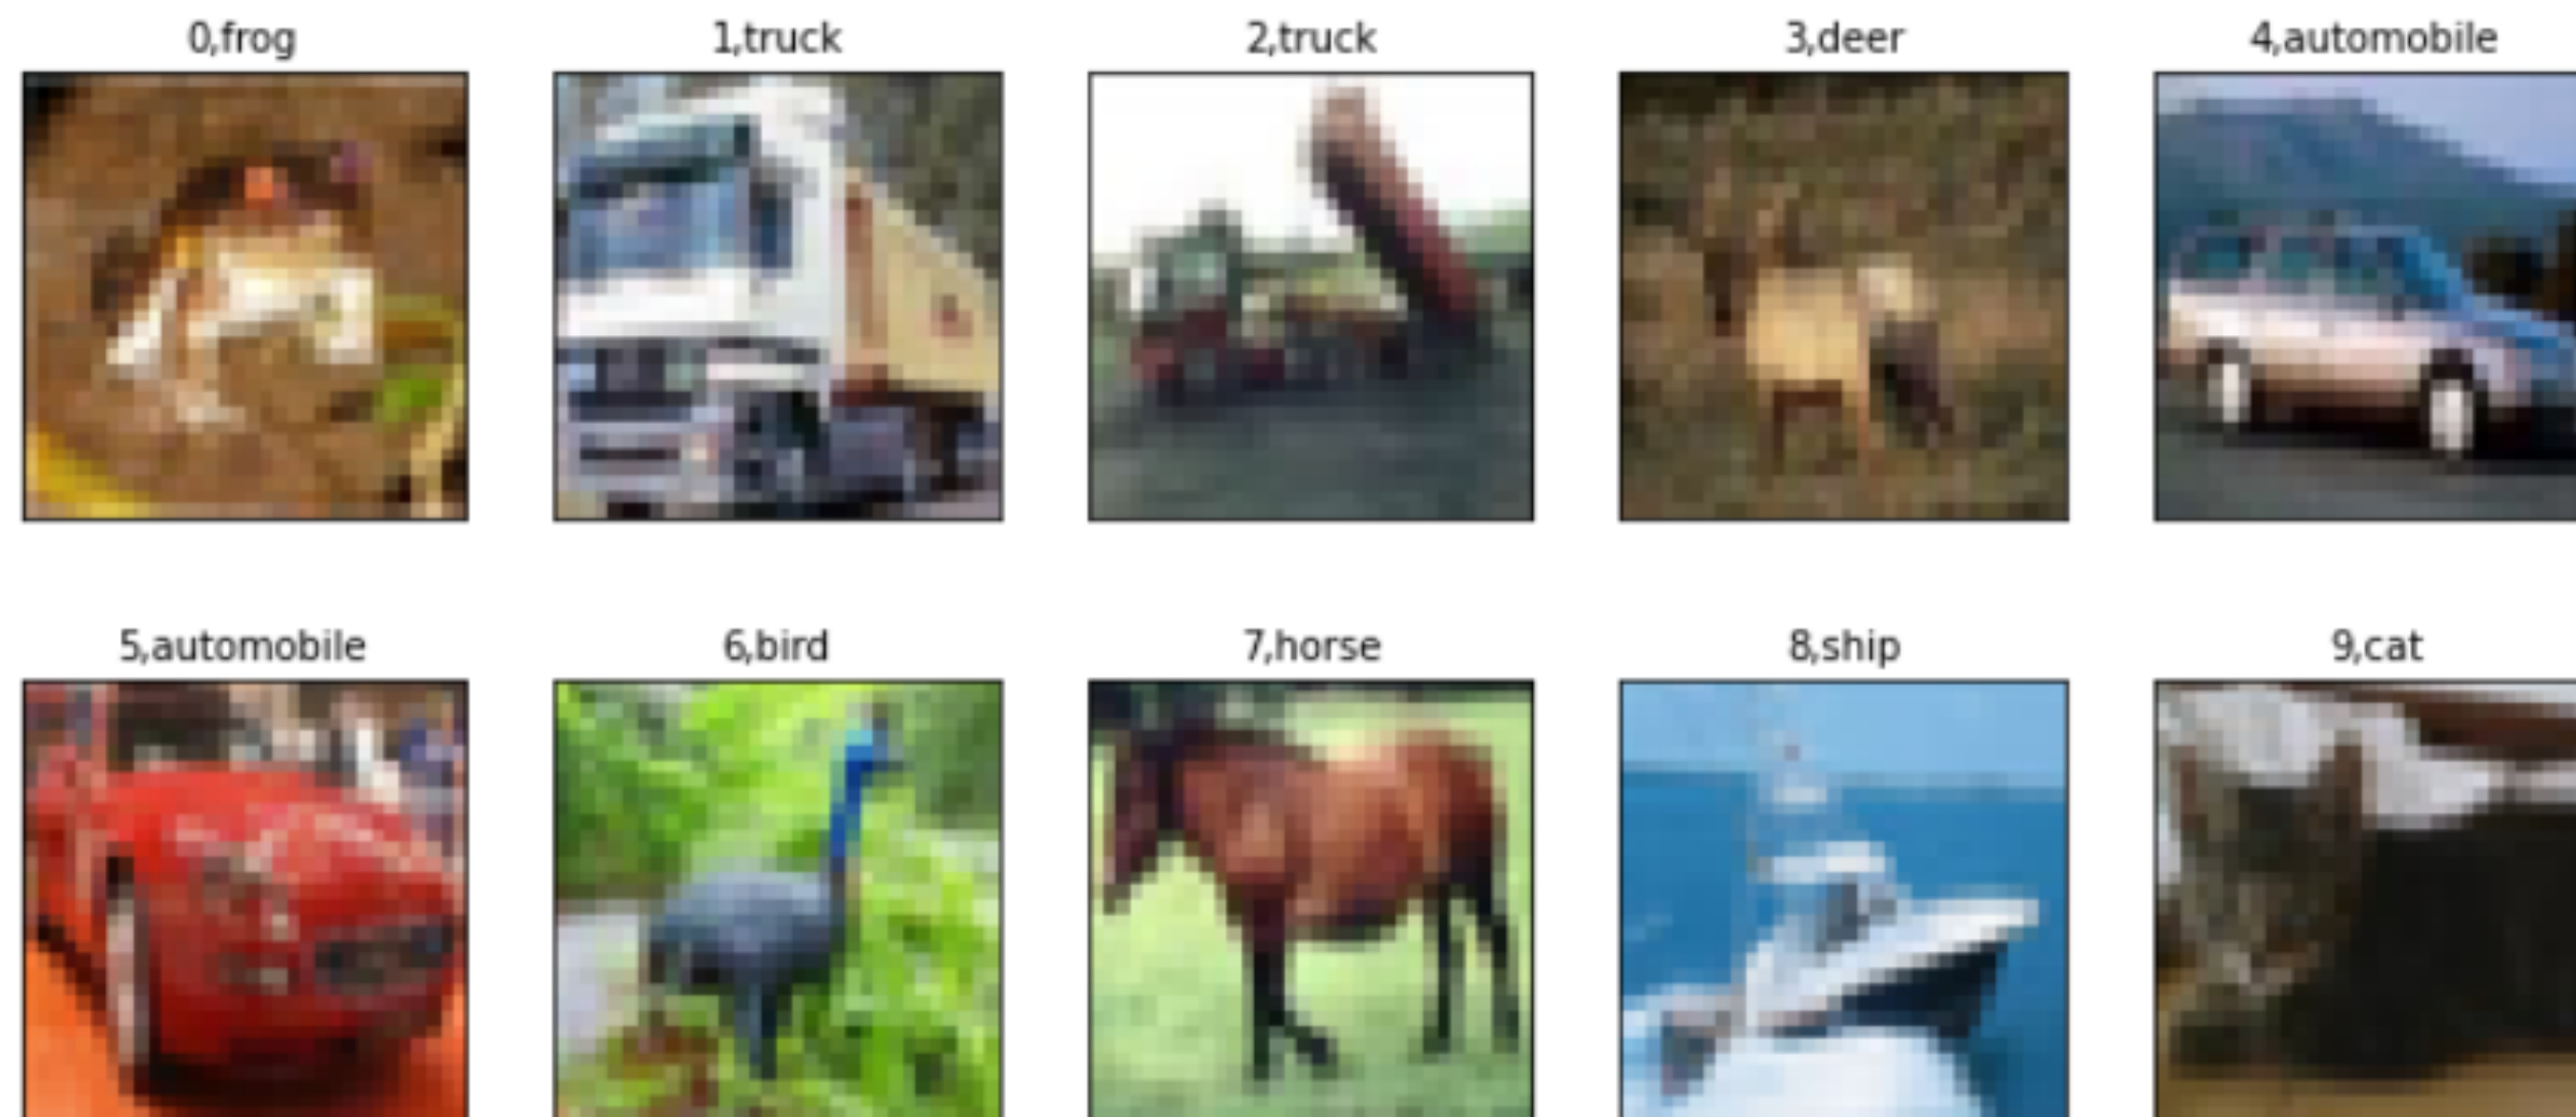 0,frog 1,truck 2,truck 3,deer 4,automobile
5,automobile 6,bird 7,horse 8,ship 9,cat